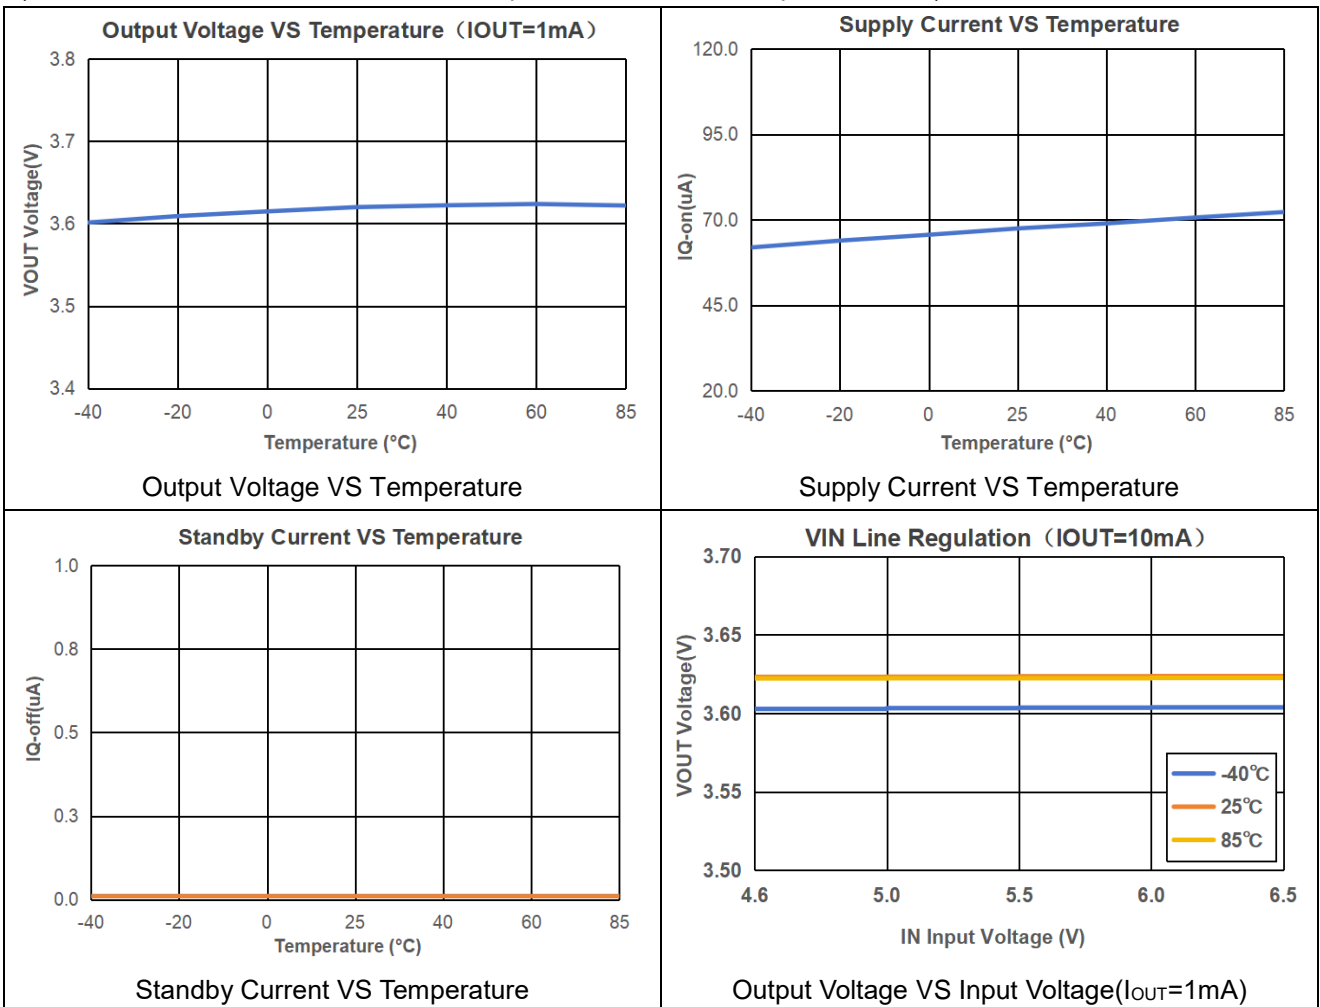 Output Voltage VS Temperature（IOUT=1mA）
3.8
3.7
3.6
3.5
3.4
VOUT Voltage(V)
-40 -20 0 25 40 60 85
Temperature (°C)
Output Voltage VS Temperature
Supply Current VS Temperature
120.0
95.0
70.0
45.0
20.0
IQ-on(uA)
-40 -20 0 25 40 60 85
Temperature (°C)
Supply Current VS Temperature
Standby Current VS Temperature
1.0
0.8
0.5
0.3
0.0
IQ-off(uA)
-40 -20 0 25 40 60 85
Temperature (°C)
Standby Current VS Temperature
VIN Line Regulation（IOUT=10mA）
3.70
3.65
3.60
3.55
3.50
VOUT Voltage(V)
-40℃
25℃
85℃
4.6 5.0 5.5 6.0 6.5
IN Input Voltage (V)
Output Voltage VS Input Voltage(IOUT=1mA)